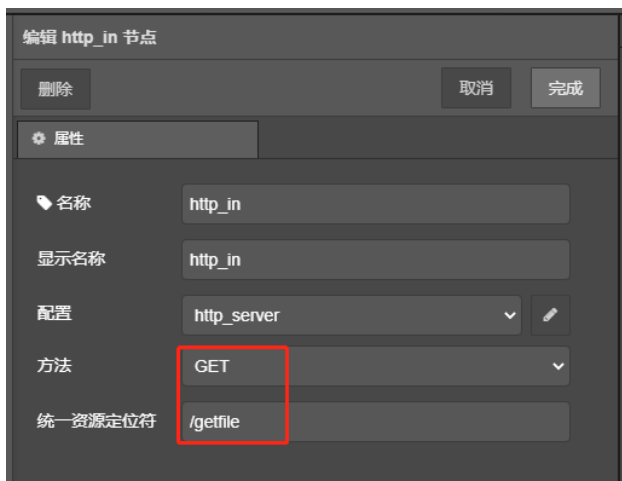 编辑 http_in 节点
删除 取消 完成
属性
名称 http_in
显示名称 http_in
配置 http_server
方法 GET
统一资源定位符 /getfile